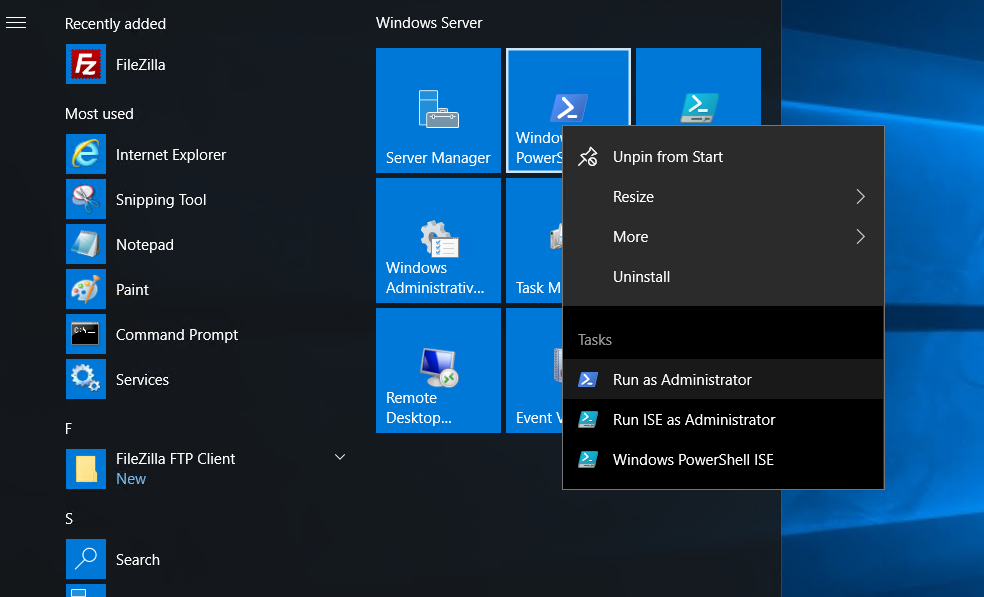 Recently added
FileZilla
Most used
Internet Explorer
Snipping Tool
Notepad
Paint
Command Prompt
Services
F
FileZilla FTP Client
New
S
Search
Windows Server
Server Manager
Windows
Administrativ...
Task M
Remote
Desktop...
Event V
Unpin from Start
Resize
More
Uninstall
Tasks
Run as Administrator
Run ISE as Administrator
Windows PowerShell ISE